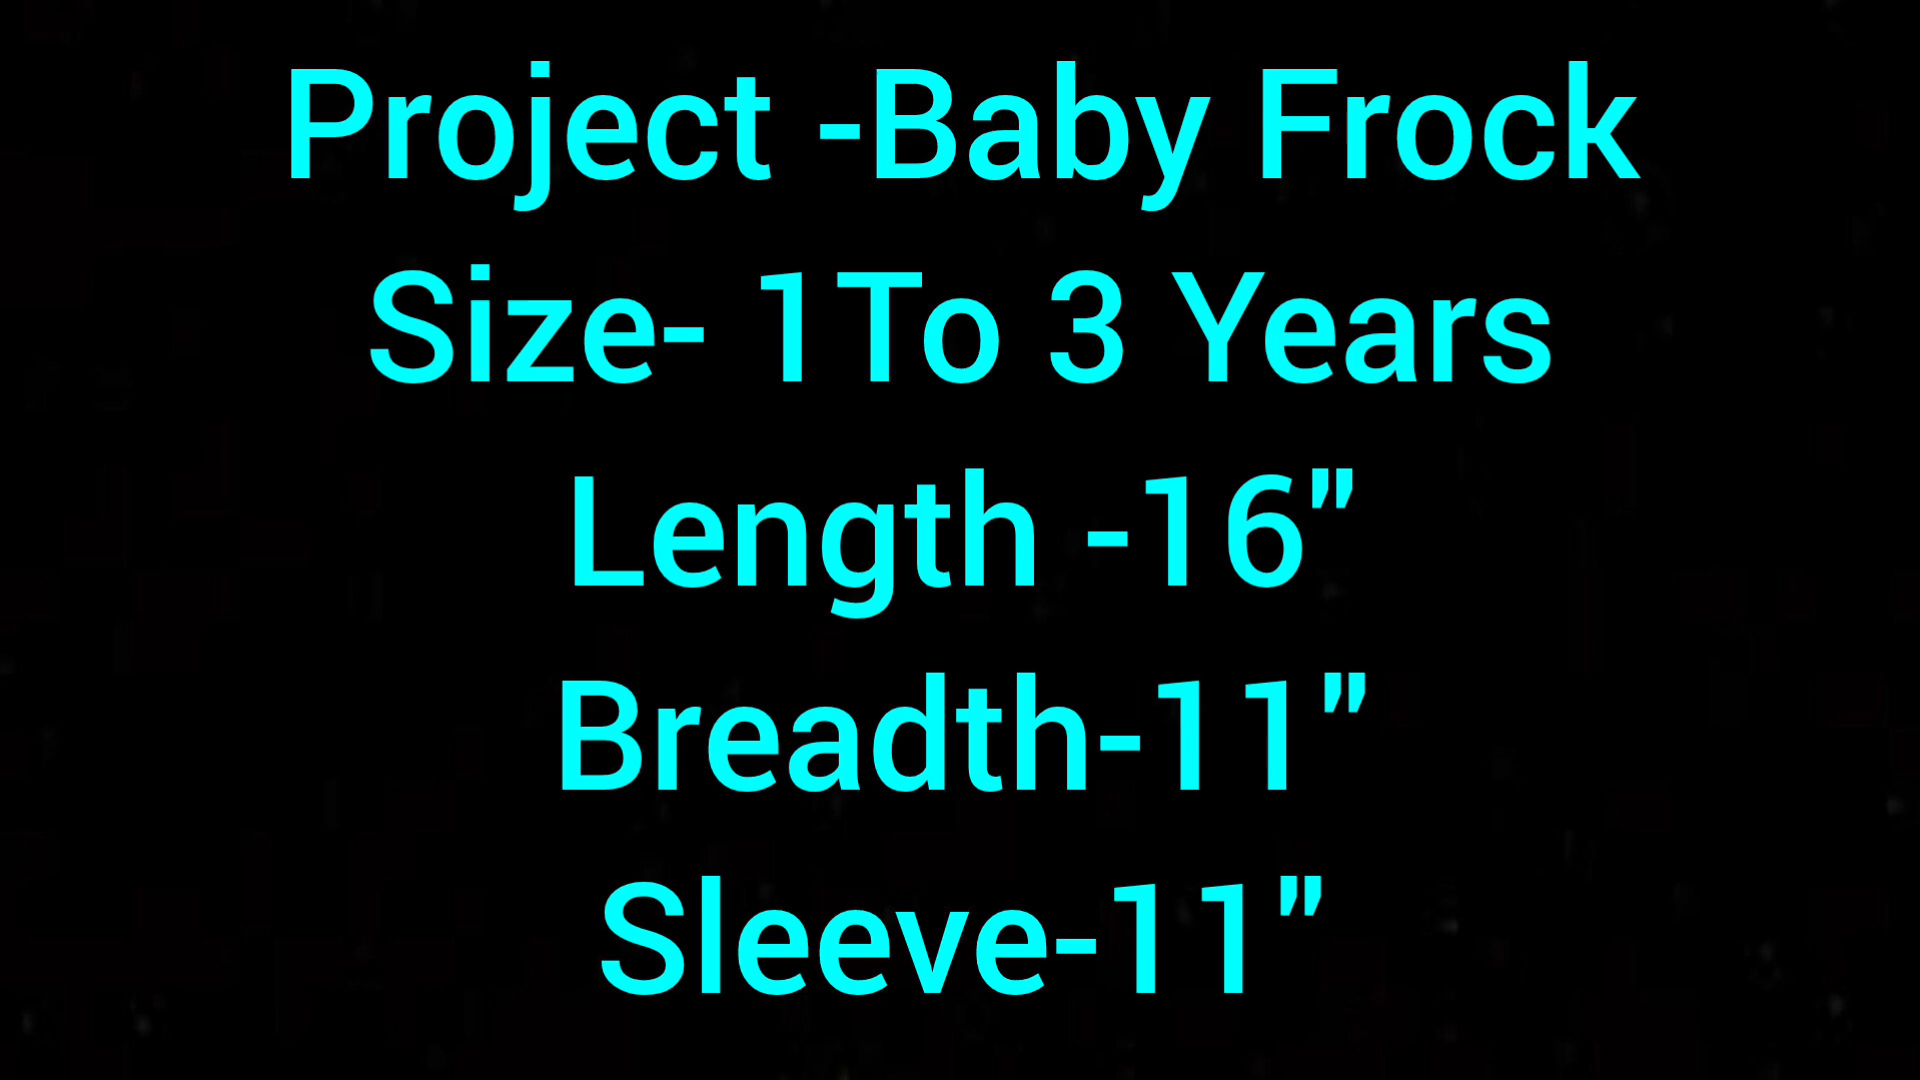 Project -Baby Frock
Size- 1To 3 Years
Length -16"
Breadth-11"
Sleeve-11"